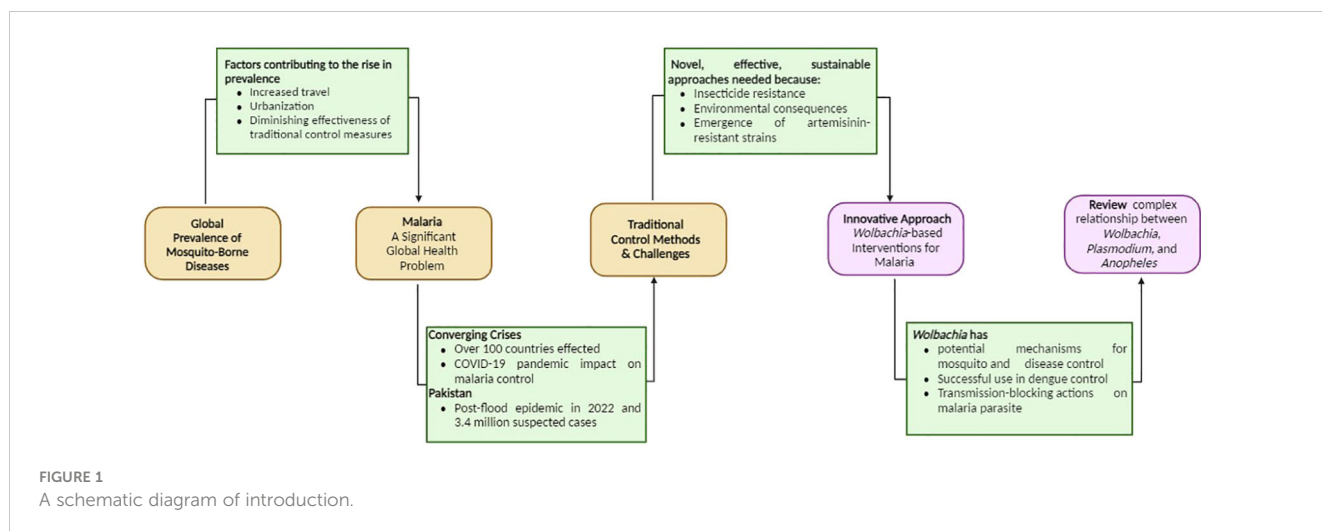 Factors contributing to the rise in
prevalence
• Increased travel
• Urbanization
• Diminishing effectiveness of
traditional control measures
Novel, effective, sustainable
approaches needed because:
• Insecticide resistance
• Environmental consequences
• Emergence of artemisinin-
resistant strains
Global
Prevalence of
Mosquito-Borne
Diseases
Malaria
A Significant
Global Health
Problem
Traditional
Control Methods
& Challenges
Innovative Approach
Wolbachia-based
Interventions for
Malaria
Review complex
relationship between
Wolbachia,
Plasmodium, and
Anopheles
Converging Crises
• Over 100 countries effected
• COVID-19 pandemic impact on
malaria control
Pakistan
• Post-flood epidemic in 2022 and
3.4 million suspected cases
Wolbachia has
• potential mechanisms for
mosquito and disease control
• Successful use in dengue control
• Transmission-blocking actions on
malaria parasite
FIGURE 1
A schematic diagram of introduction.